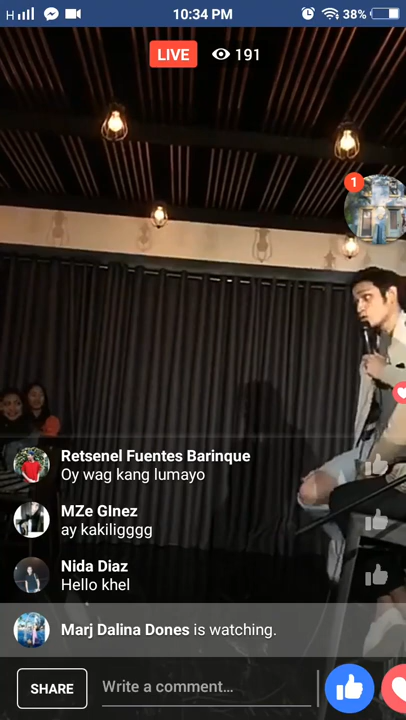 H 10:34 PM 38%
LIVE 191
1
Retsenel Fuentes Barinque
Oy wag kang lumayo
MZe GInez
ay kakiligggg
Nida Diaz
Hello khel
Marj Dalina Dones is watching.
SHARE Write a comment...